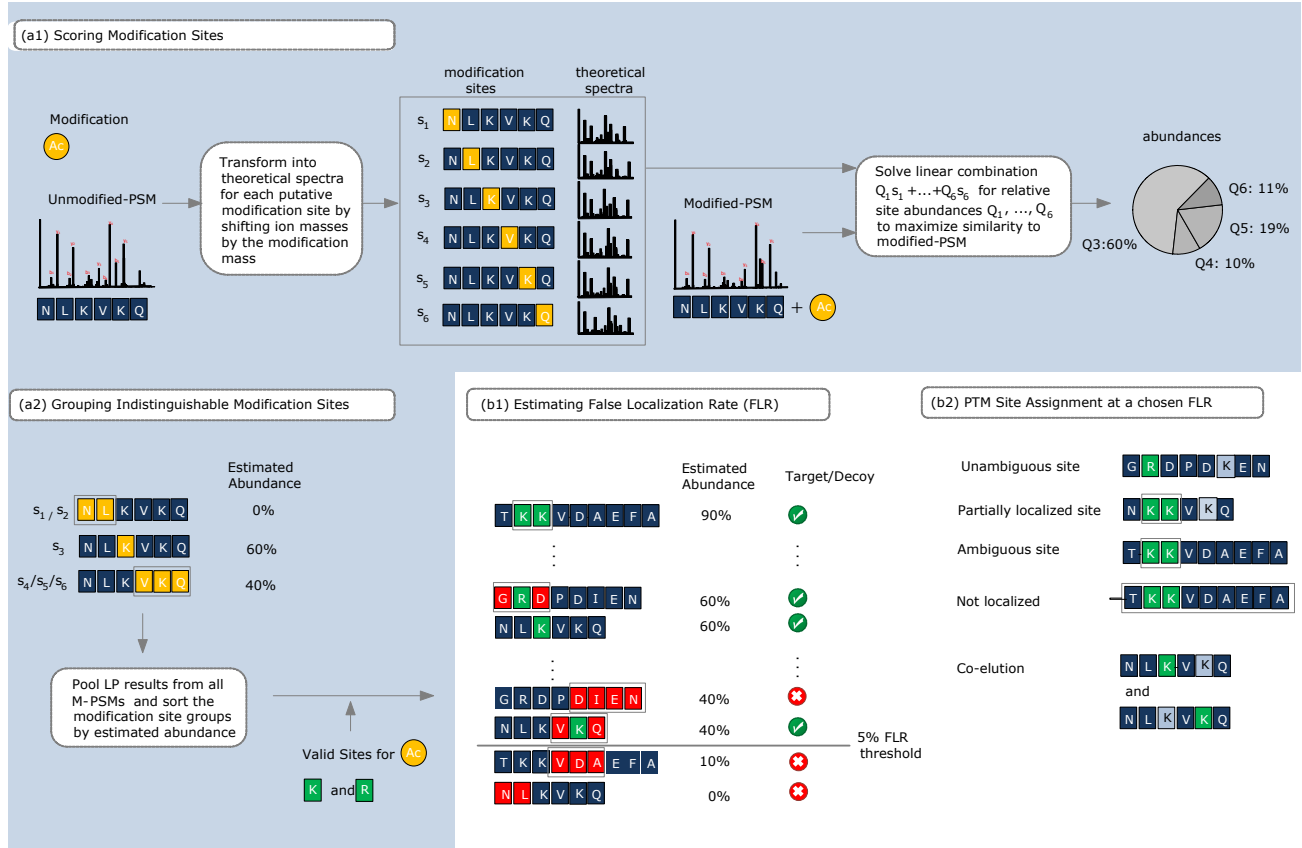 (a1) Scoring Modification Sites
Modification
Ac
Unmodified-PSM
N L K V K Q
Transform into
theoretical spectra
for each putative
modification site by
shifting ion masses
by the modification
mass
modification
sites
theoretical
spectra
s1 N L K V K Q
s2 N L K V K Q
s3 N L K V K Q
s4 N L K V K Q
s5 N L K V K Q
s6 N L K V K Q
Modified-PSM
N L K V K Q + Ac
Solve linear combination
Q1s1 +...+Q6s6 for relative
site abundances Q1, ..., Q6
to maximize similarity to
modified-PSM
abundances
Q6: 11%
Q5: 19%
Q4: 10%
Q3:60%
(a2) Grouping Indistinguishable Modification Sites
Estimated
Abundance
s1 / s2 N L K V K Q 0%
s3 N L K V K Q 60%
s4/s5/s6 N L K V K Q 40%
Pool LP results from all
M-PSMs and sort the
modification site groups
by estimated abundance
Valid Sites for Ac
K and R
(b1) Estimating False Localization Rate (FLR)
Estimated
Abundance
Target/Decoy
T K K V D A E F A 90%
G R D P D I E N 60%
N L K V K Q 60%
G R D P D I E N 40%
N L K V K Q 40%
5% FLR
threshold
T K K V D A E F A 10%
N L K V K Q 0%
(b2) PTM Site Assignment at a chosen FLR
Unambiguous site G R D P D K E N
Partially localized site N K K V K Q
Ambiguous site T K K V D A E F A
Not localized T K K V D A E F A
Co-elution N L K V K Q
and
N L K V K Q